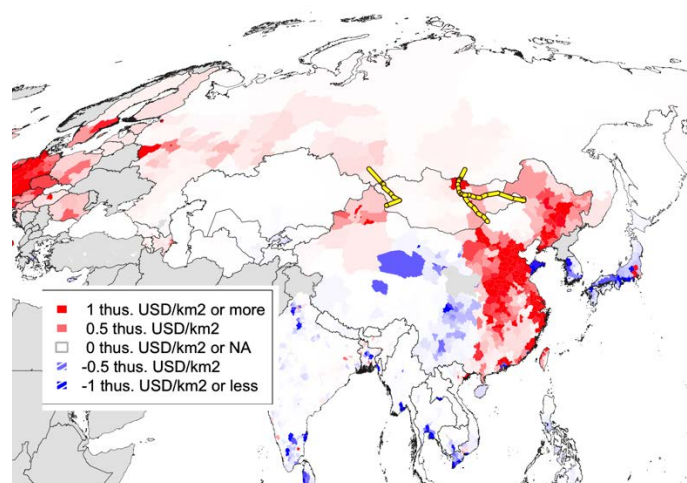 1 thus. USD/km2 or more
0.5 thus. USD/km2
0 thus. USD/km2 or NA
-0.5 thus. USD/km2
-1 thus. USD/km2 or less